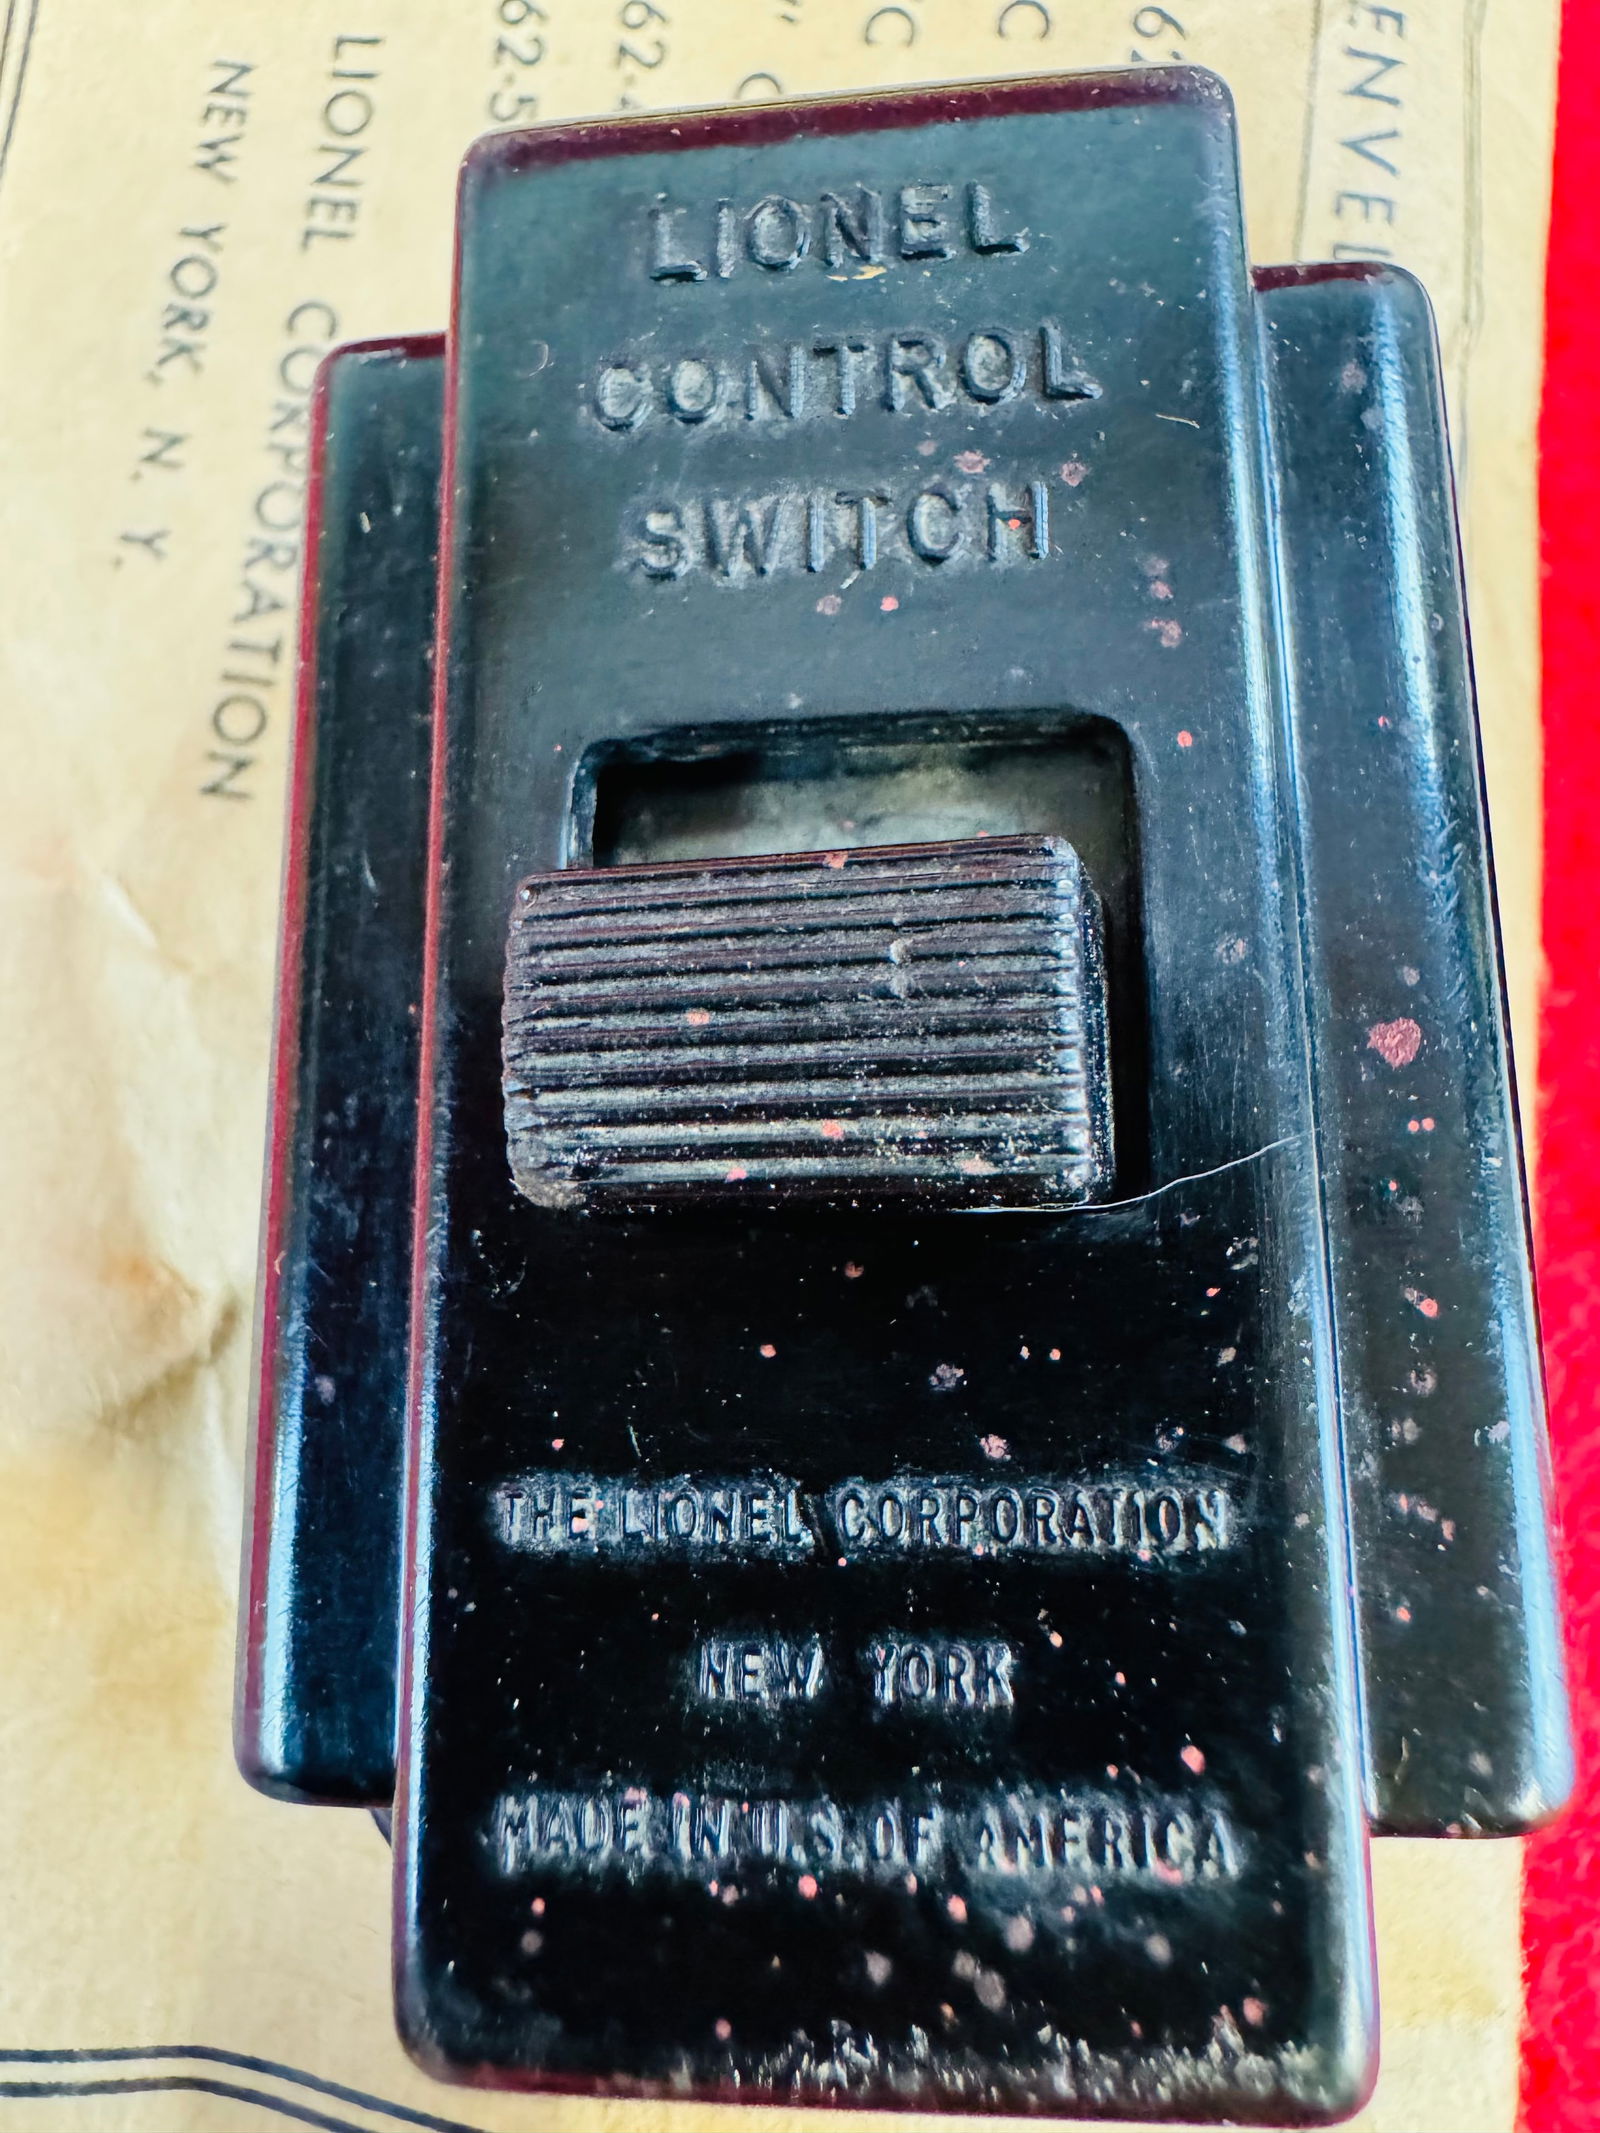 LIONEL
CONTROL
SWITCH
THE LIONEL CORPORATION
NEW YORK
MADE IN U.S. OF AMERICA
LIONEL CORPORATION
NEW YORK, N. Y.